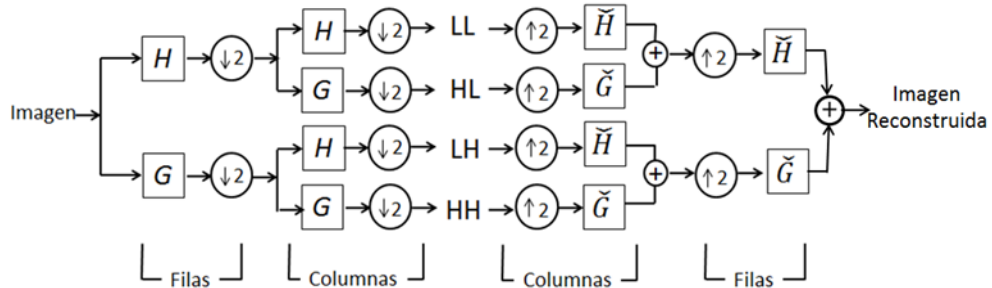 H ↓2 LL ↑2 H̆
H ↓2 + ↑2 H̆
G ↓2 HL ↑2 Ğ
Imagen + Imagen
Reconstruida
H ↓2 LH ↑2 H̆
G ↓2 + ↑2 Ğ
G ↓2 HH ↑2 Ğ
Filas Columnas Columnas Filas